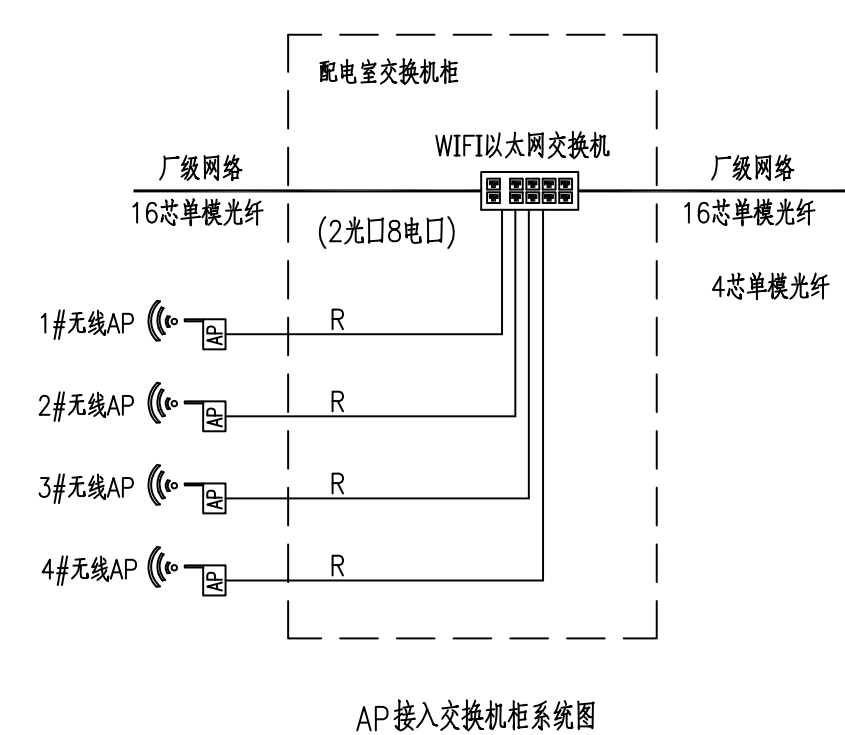 配电室交换机柜
WIFI以太网交换机
厂级网络
厂级网络
16芯单模光纤
(2光口8电口)
16芯单模光纤
4芯单模光纤
1#无线AP
AP
R
2#无线AP
AP
R
3#无线AP
AP
R
4#无线AP
AP
R
AP接入交换机柜系统图